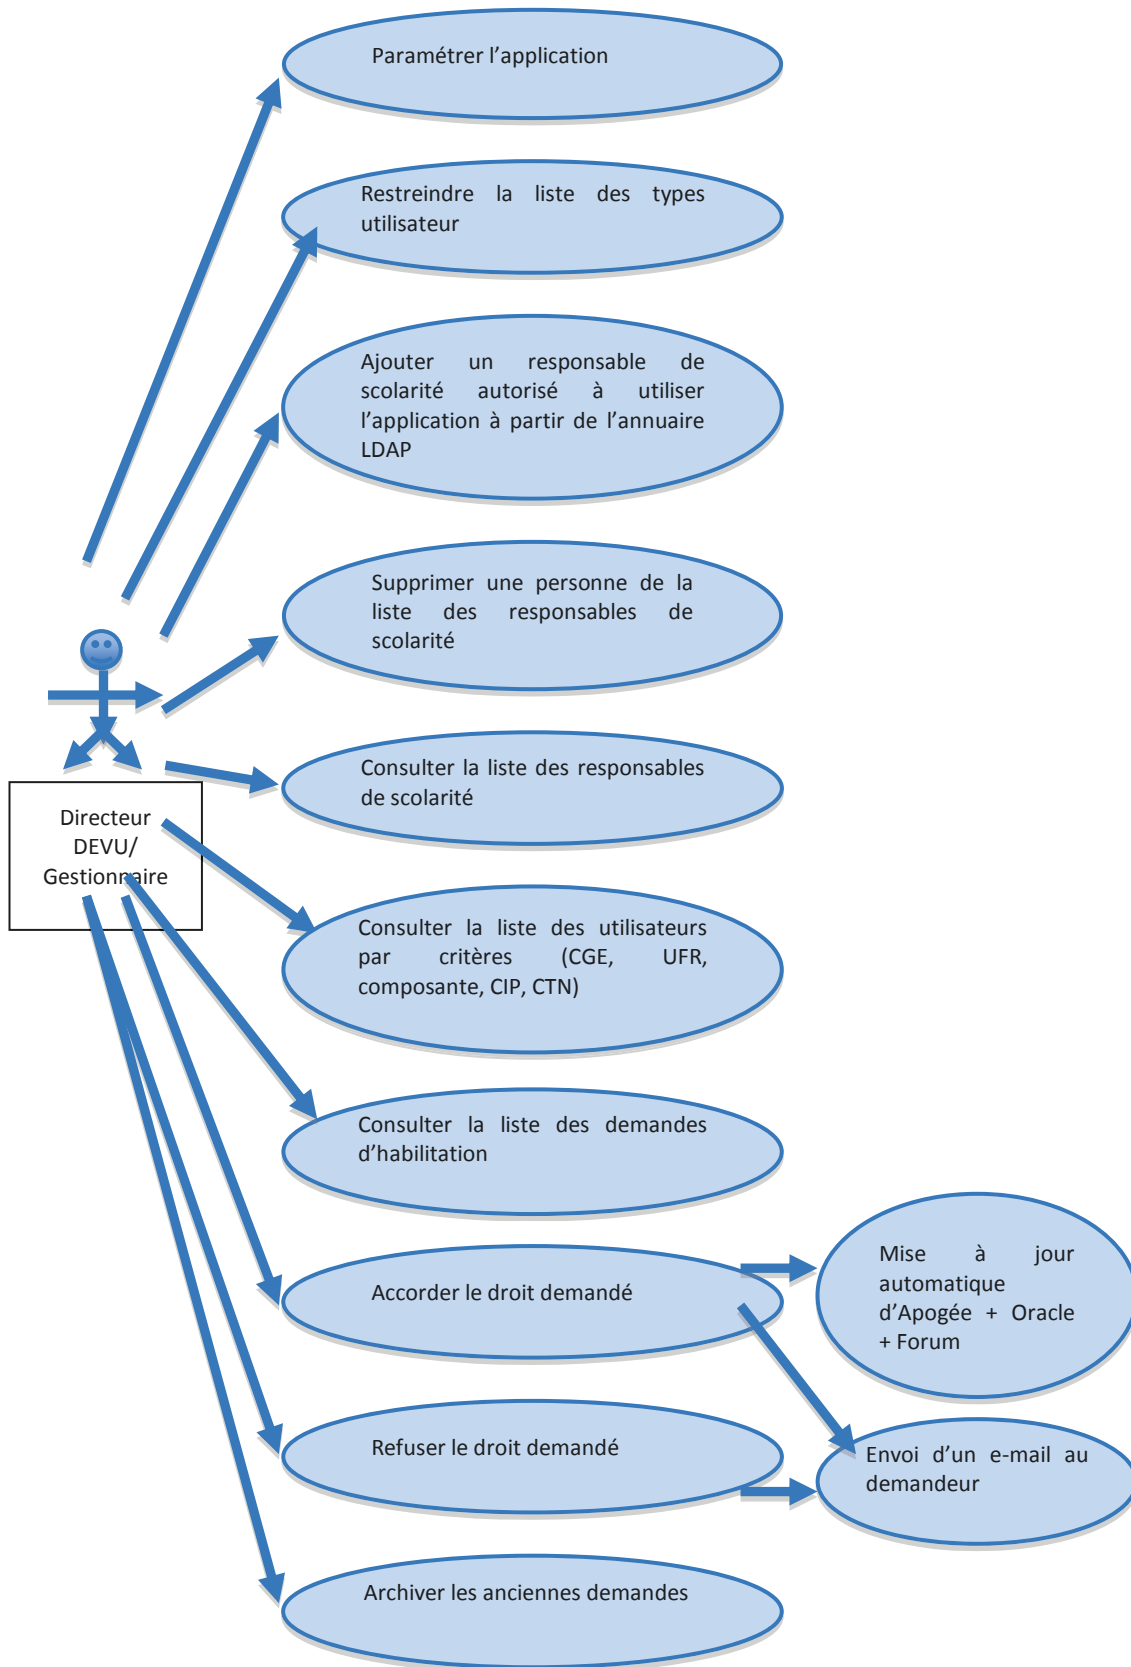 Paramétrer l’application
Restreindre la liste des types
utilisateur
Ajouter un responsable de
scolarité autorisé à utiliser
l’application à partir de l’annuaire
LDAP
Supprimer une personne de la
liste des responsables de
scolarité
Consulter la liste des responsables
de scolarité
Directeur
DEVU/
Gestionnaire
Consulter la liste des utilisateurs
par critères (CGE, UFR,
composante, CIP, CTN)
Consulter la liste des demandes
d’habilitation
Accorder le droit demandé
Mise à jour
automatique
d’Apogée + Oracle
+ Forum
Refuser le droit demandé
Envoi d’un e-mail au
demandeur
Archiver les anciennes demandes